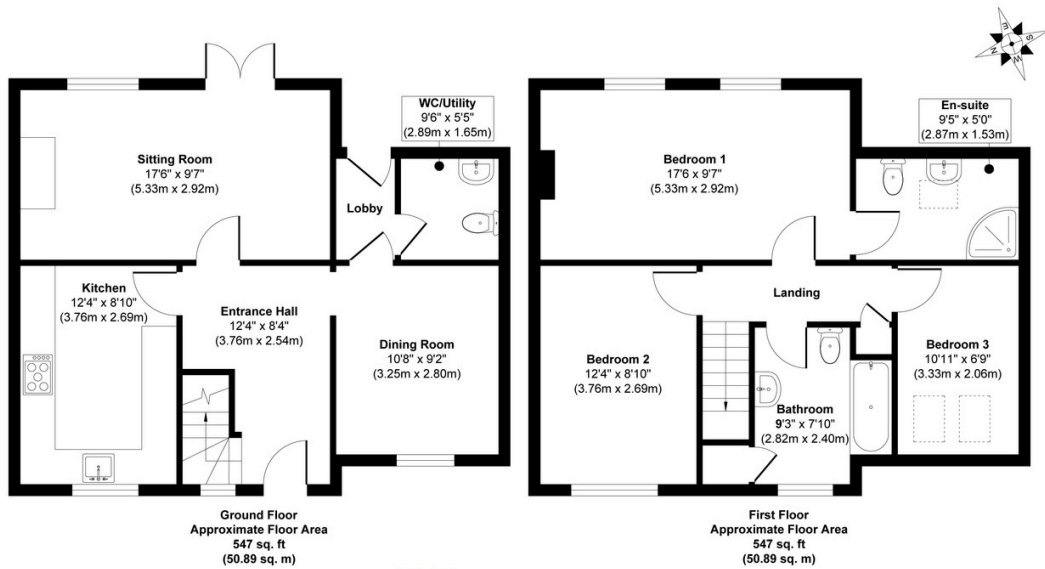 E
N
S
W
WC/Utility
9'6" x 5'5"
(2.89m x 1.65m)
Sitting Room
17'6" x 9'7"
(5.33m x 2.92m)
Lobby
Kitchen
12'4" x 8'10"
(3.76m x 2.69m)
Entrance Hall
12'4" x 8'4"
(3.76m x 2.54m)
Dining Room
10'8" x 9'2"
(3.25m x 2.80m)
Ground Floor
Approximate Floor Area
547 sq. ft
(50.89 sq. m)
En-suite
9'5" x 5'0"
(2.87m x 1.53m)
Bedroom 1
17'6 x 9'7"
(5.33m x 2.92m)
Landing
Bedroom 2
12'4" x 8'10"
(3.76m x 2.69m)
Bathroom
9'3" x 7'10"
(2.82m x 2.40m)
Bedroom 3
10'11" x 6'9"
(3.33m x 2.06m)
First Floor
Approximate Floor Area
547 sq. ft
(50.89 sq. m)